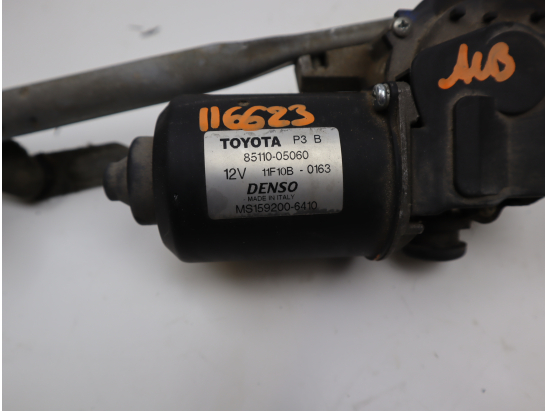 116623
AUB
TOYOTA P3 B
85110-05060
12V 11F10B - 0163
DENSO
MADE IN ITALY
MS159200-6410